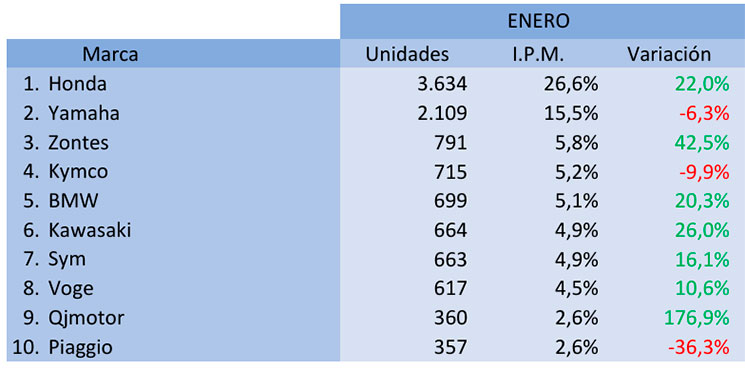 ENERO
Marca Unidades I.P.M. Variación
1. Honda 3.634 26,6% 22,0%
2. Yamaha 2.109 15,5% -6,3%
3. Zontes 791 5,8% 42,5%
4. Kymco 715 5,2% -9,9%
5. BMW 699 5,1% 20,3%
6. Kawasaki 664 4,9% 26,0%
7. Sym 663 4,9% 16,1%
8. Voge 617 4,5% 10,6%
9. Qjmotor 360 2,6% 176,9%
10. Piaggio 357 2,6% -36,3%